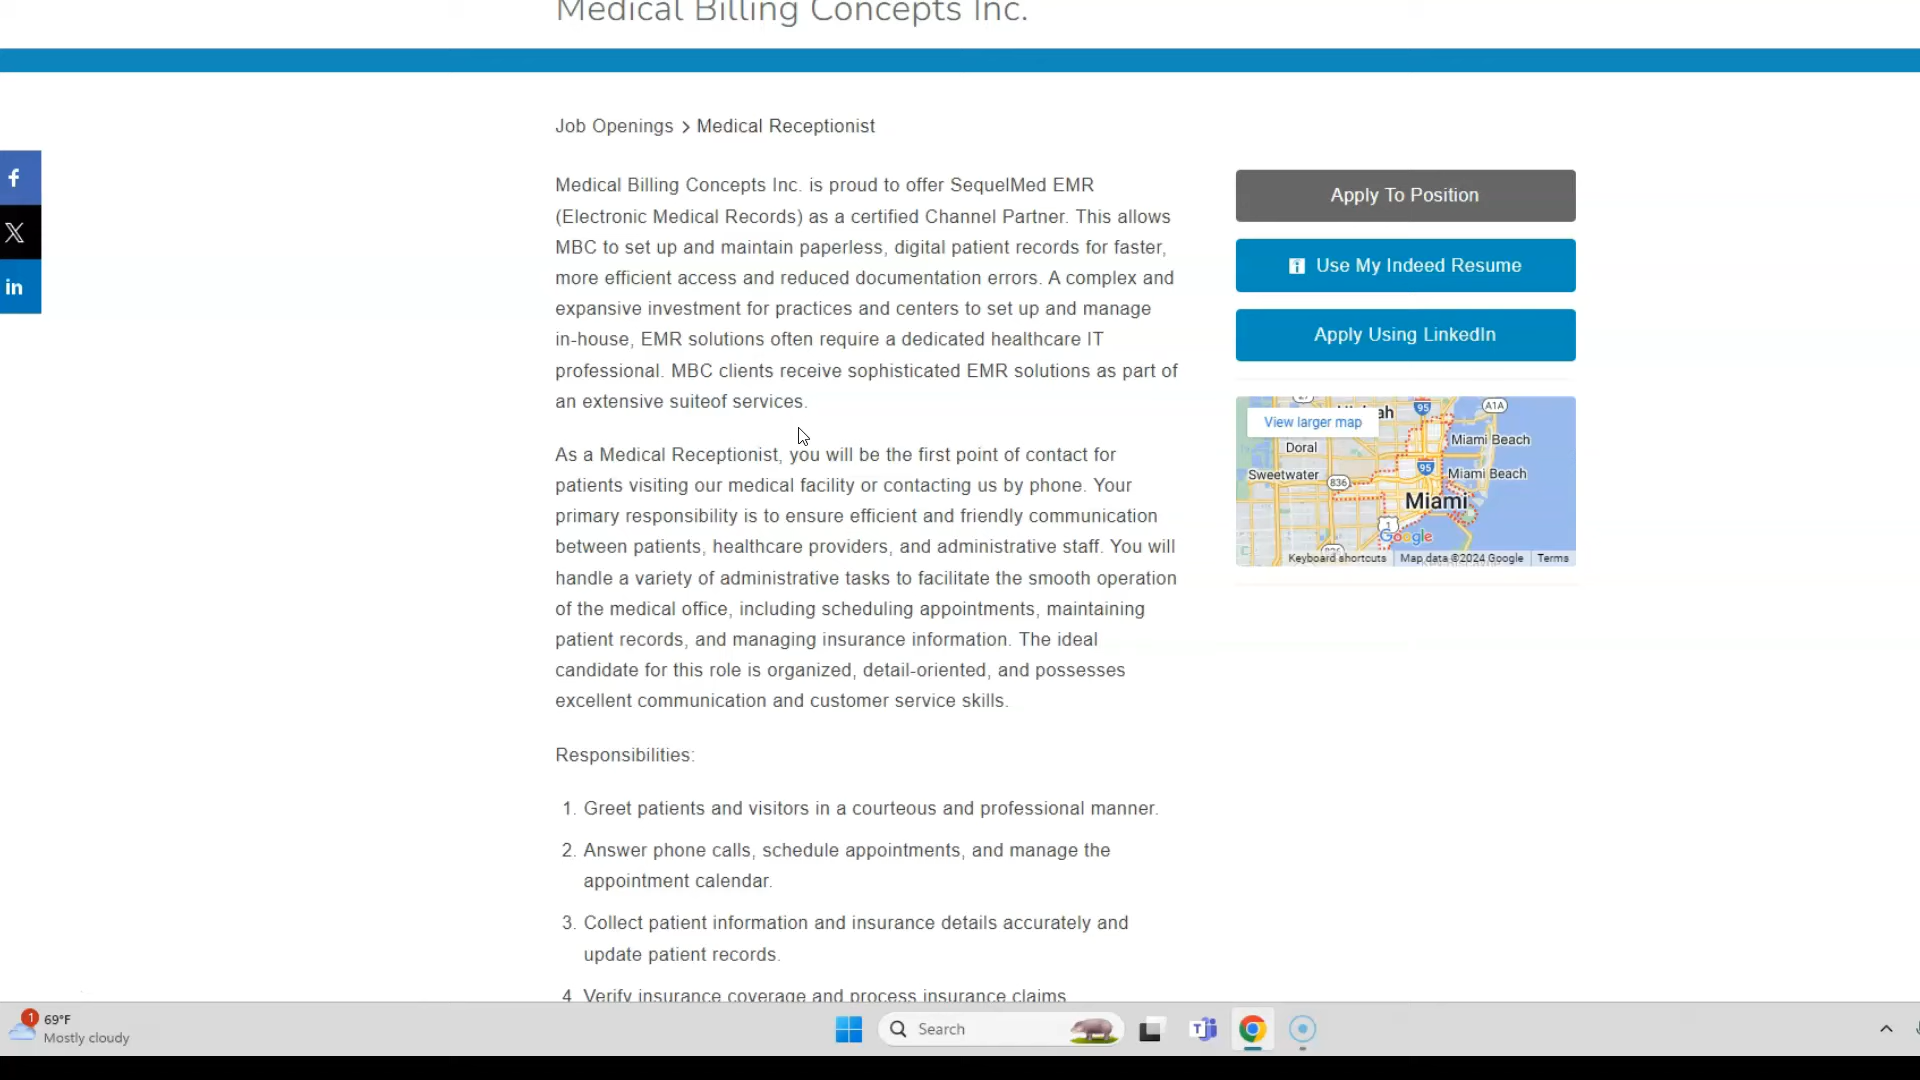 Medical Billing Concepts Inc.
Job Openings > Medical Receptionist
Medical Billing Concepts Inc. is proud to offer SequelMed EMR
(Electronic Medical Records) as a certified Channel Partner. This allows
MBC to set up and maintain paperless, digital patient records for faster,
more efficient access and reduced documentation errors. A complex and
expansive investment for practices and centers to set up and manage
in-house, EMR solutions often require a dedicated healthcare IT
professional. MBC clients receive sophisticated EMR solutions as part of
an extensive suiteof services.
As a Medical Receptionist, you will be the first point of contact for
patients visiting our medical facility or contacting us by phone. Your
primary responsibility is to ensure efficient and friendly communication
between patients, healthcare providers, and administrative staff. You will
handle a variety of administrative tasks to facilitate the smooth operation
of the medical office, including scheduling appointments, maintaining
patient records, and managing insurance information. The ideal
candidate for this role is organized, detail-oriented, and possesses
excellent communication and customer service skills.
Responsibilities:
1. Greet patients and visitors in a courteous and professional manner.
2. Answer phone calls, schedule appointments, and manage the
appointment calendar.
3. Collect patient information and insurance details accurately and
update patient records.
4 Verify insurance coverage and process insurance claims
Apply To Position
Use My Indeed Resume
Apply Using LinkedIn
View larger map
95
A1A
Miami Beach
Doral
95
Sweetwater
836
Miami Beach
Miami
1
Google
Keyboard shortcuts
Map data ©2024 Google
Terms
f
X
in
1
69°F
Mostly cloudy
Search